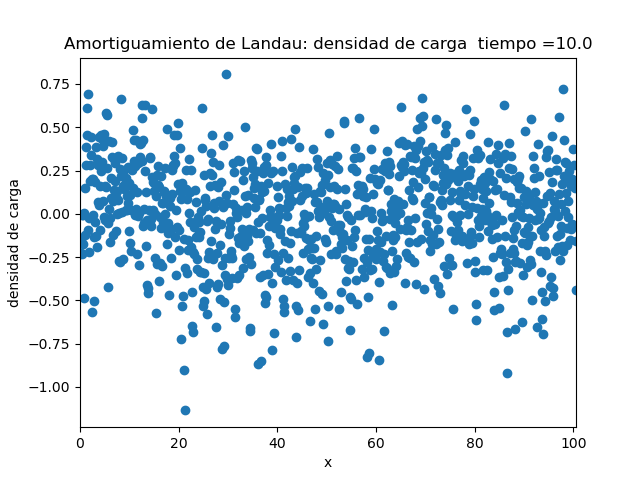 Amortiguamiento de Landau: densidad de carga  tiempo =10.0
densidad de carga
0.75
0.50
0.25
0.00
−0.25
−0.50
−0.75
−1.00
0 20 40 60 80 100
x